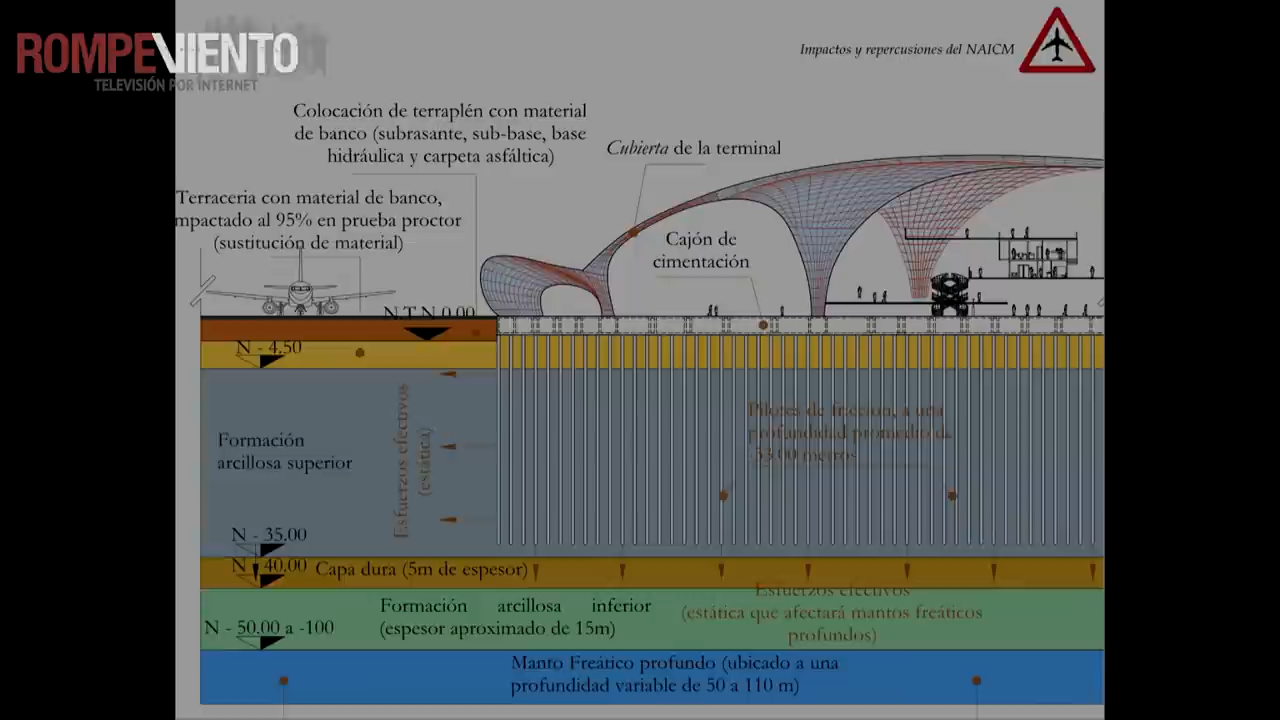 ROMPEVIENTO
TELEVISIÓN POR INTERNET
Impactos y repercusiones del NAICM
Colocación de terraplén con material
de banco (subrasante, sub-base, base
hidráulica y carpeta asfáltica)
Cubierta de la terminal
Terraceria con material de banco,
mpactado al 95% en prueba proctor
(sustitución de material)
Cajón de
cimentación
N.T.N 0.00
N - 4.50
Formación
arcillosa superior
Esfuerzos efectivos
(estática)
Pilotes de fricción, a una
profundidad promedio de
33.00 metros
N - 35.00
N - 40.00
Capa dura (5m de espesor)
Formación arcillosa inferior
(espesor aproximado de 15m)
N - 50.00 a -100
Esfuerzos efectivos
(estática que afectará mantos freáticos
profundos)
Manto Freático profundo (ubicado a una
profundidad variable de 50 a 110 m)